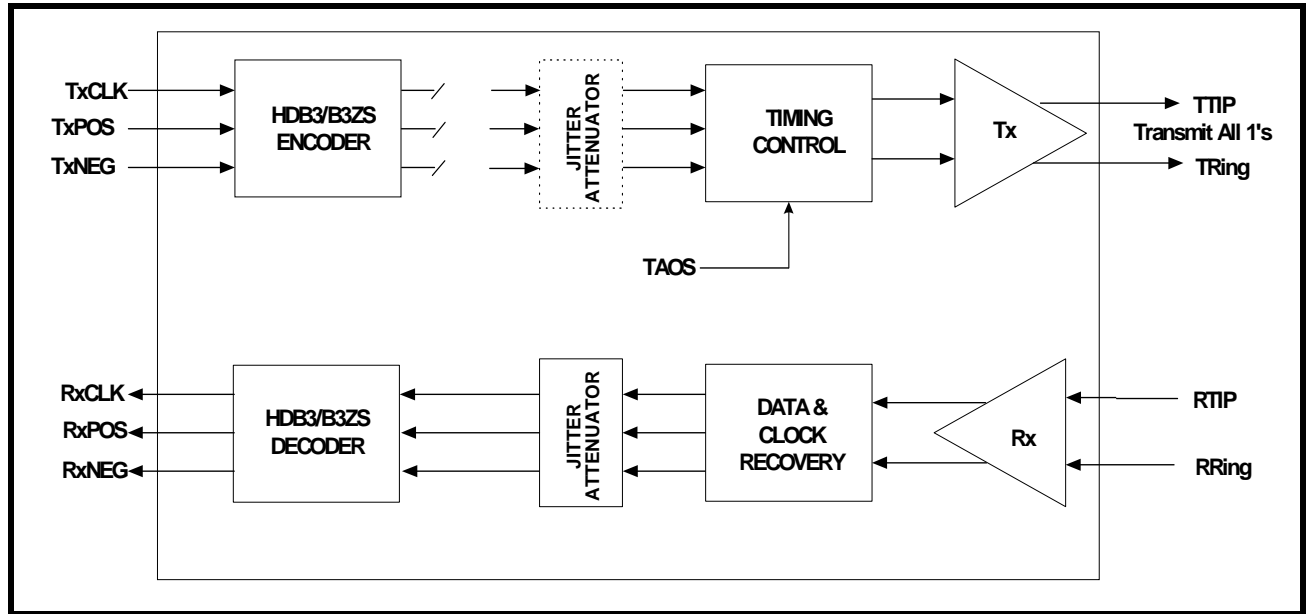 TxCLK
TxPOS
TxNEG
HDB3/B3ZS
ENCODER
JITTER
ATTENUATOR
TIMING
CONTROL
Tx
TTIP
Transmit All 1's
TRing
TAOS
RxCLK
RxPOS
RxNEG
HDB3/B3ZS
DECODER
JITTER
ATTENUATOR
DATA &
CLOCK
RECOVERY
Rx
RTIP
RRing